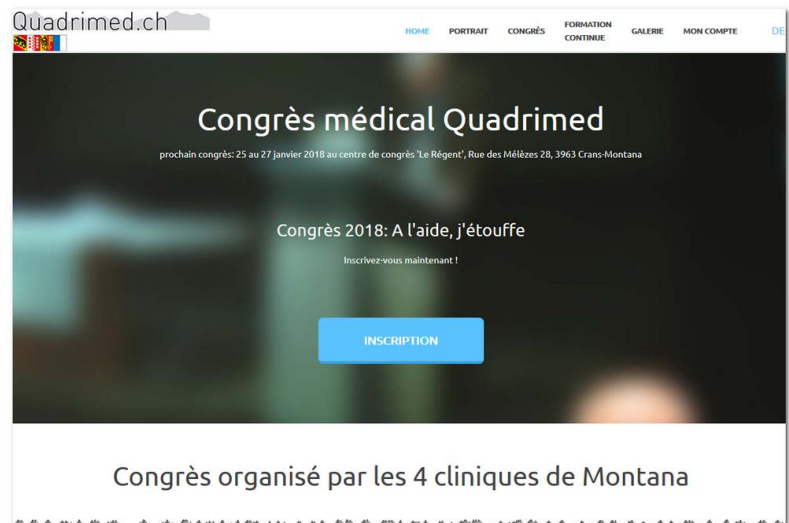 Quadrimed.ch
HOME PORTRAIT CONGRÈS FORMATION CONTINUE GALERIE MON COMPTE DE
Congrès médical Quadrimed
prochain congrès: 25 au 27 janvier 2018 au centre de congrès 'Le Régent', Rue des Mélèzes 28, 3963 Crans-Montana
Congrès 2018: A l'aide, j'étouffe
Inscrivez-vous maintenant !
INSCRIPTION
Congrès organisé par les 4 cliniques de Montana